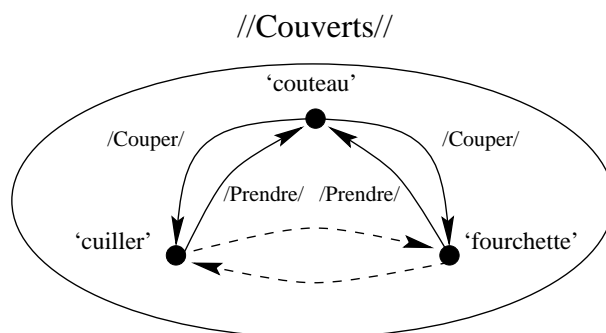 //Couverts//
‘couteau’
/Couper/ /Couper/
/Prendre/ /Prendre/
‘cuiller’ ‘fourchette’